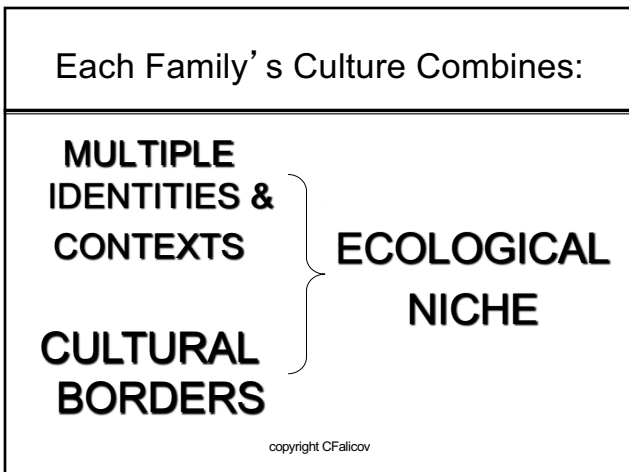 Each Family’s Culture Combines:
MULTIPLE
IDENTITIES &
CONTEXTS
CULTURAL
BORDERS
ECOLOGICAL
NICHE
copyright CFalicov